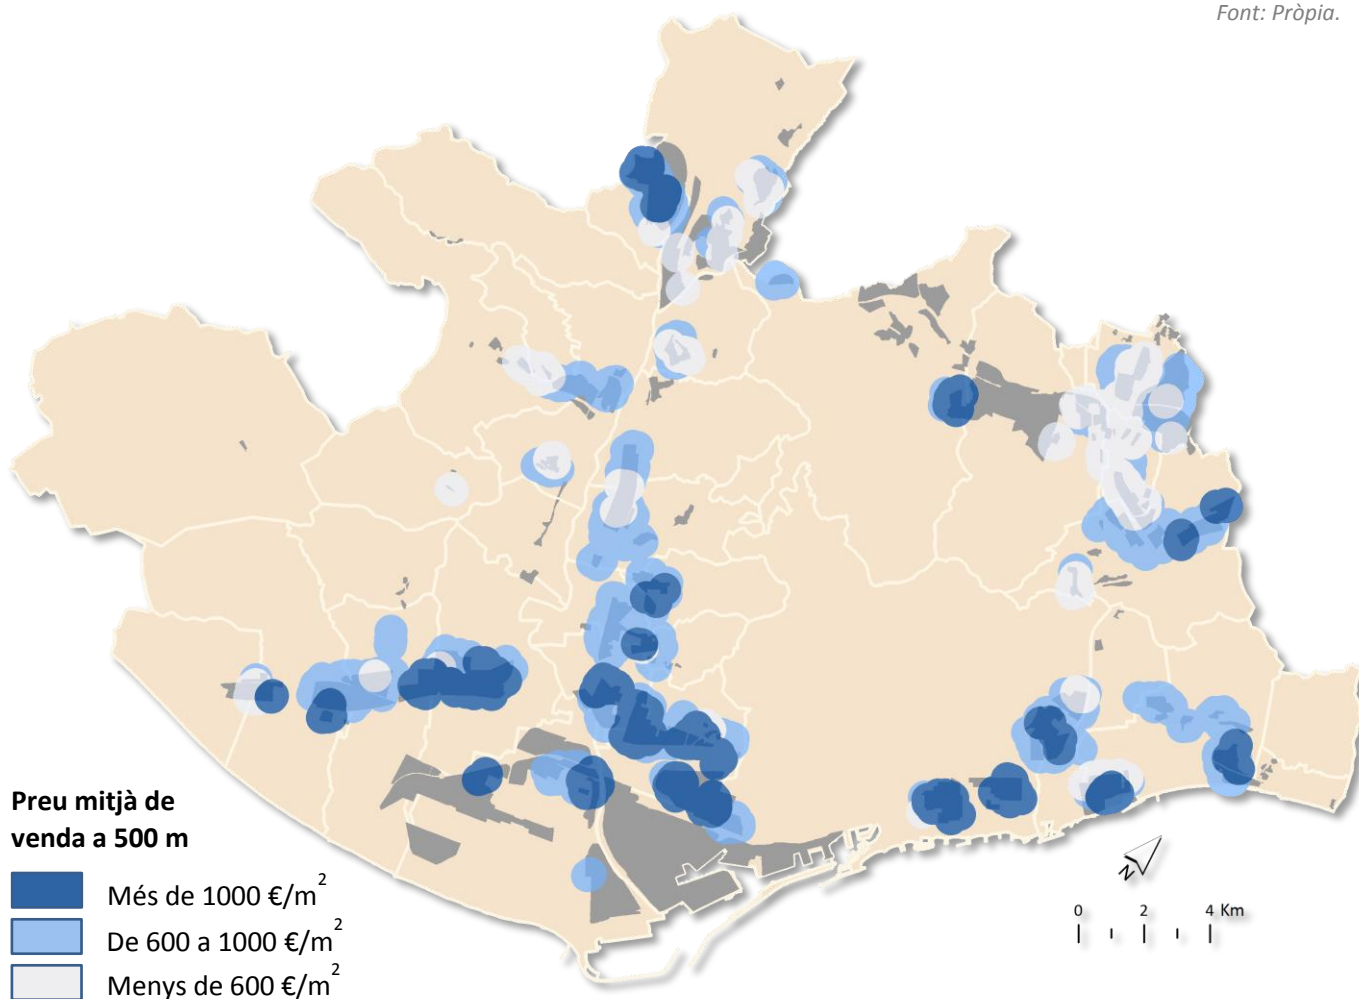 Font: Pròpia.
Preu mitjà de
venda a 500 m
Més de 1000 €/m²
De 600 a 1000 €/m²
Menys de 600 €/m²
N
0 2 4 Km